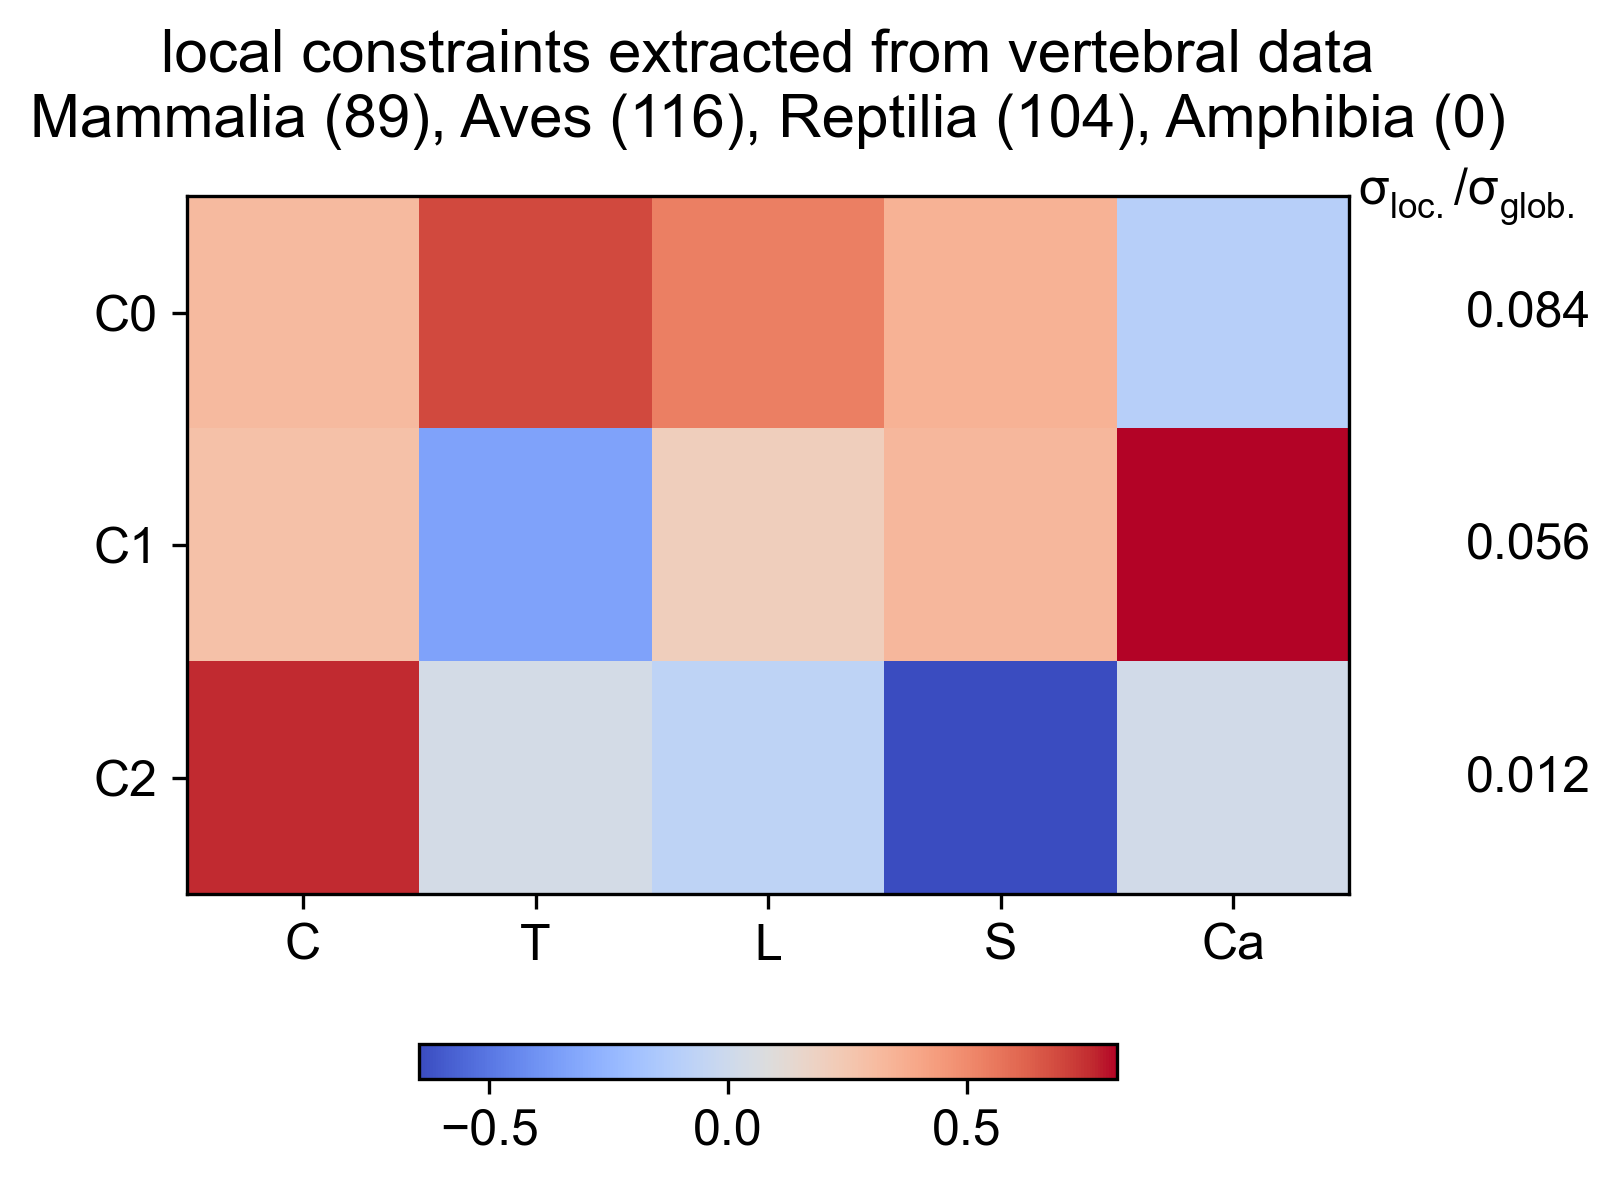 local constraints extracted from vertebral data
Mammalia (89), Aves (116), Reptilia (104), Amphibia (0)
σloc. /σglob.
C0
0.084
C1
0.056
C2
0.012
C T L S Ca
−0.5 0.0 0.5